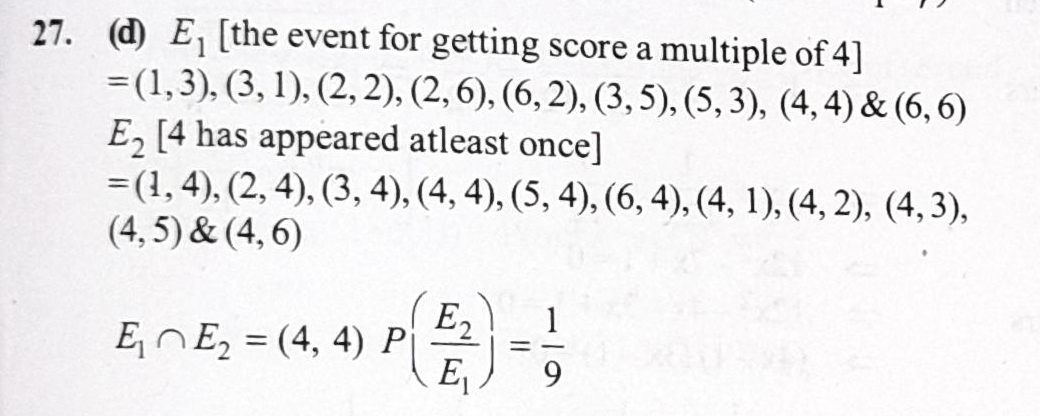 27. (d) E₁ [the event for getting score a multiple of 4]
=(1,3), (3, 1), (2, 2), (2, 6), (6, 2), (3, 5), (5, 3), (4, 4) & (6, 6)
E₂ [4 has appeared atleast once]
=(1, 4), (2, 4), (3, 4), (4, 4), (5, 4), (6, 4), (4, 1), (4, 2), (4, 3),
(4, 5) & (4, 6)
E₁ ∩ E₂ = (4, 4) P(E₂/E₁) = 1/9